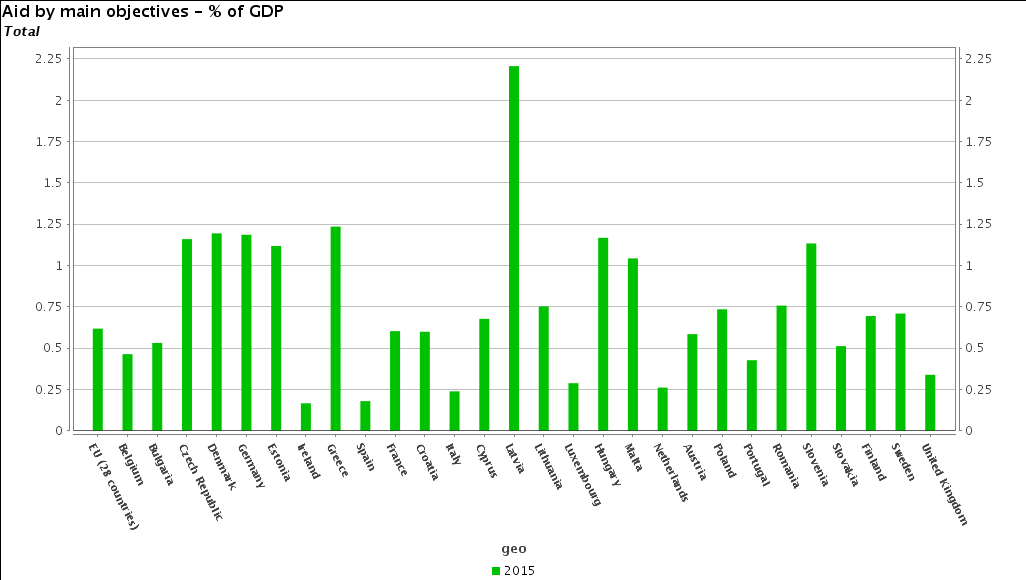 Aid by main objectives - % of GDP
Total
2.25 2.25
2 2
1.75 1.75
1.5 1.5
1.25 1.25
1 1
0.75 0.75
0.5 0.5
0.25 0.25
0 0
EU (28 countries)
Belgium
Bulgaria
Czech Republic
Denmark
Germany
Estonia
Ireland
Greece
Spain
France
Croatia
Italy
Cyprus
Latvia
Lithuania
Luxembourg
Hungary
Malta
Netherlands
Austria
Poland
Portugal
Romania
Slovenia
Slovakia
Finland
Sweden
United Kingdom
geo
2015